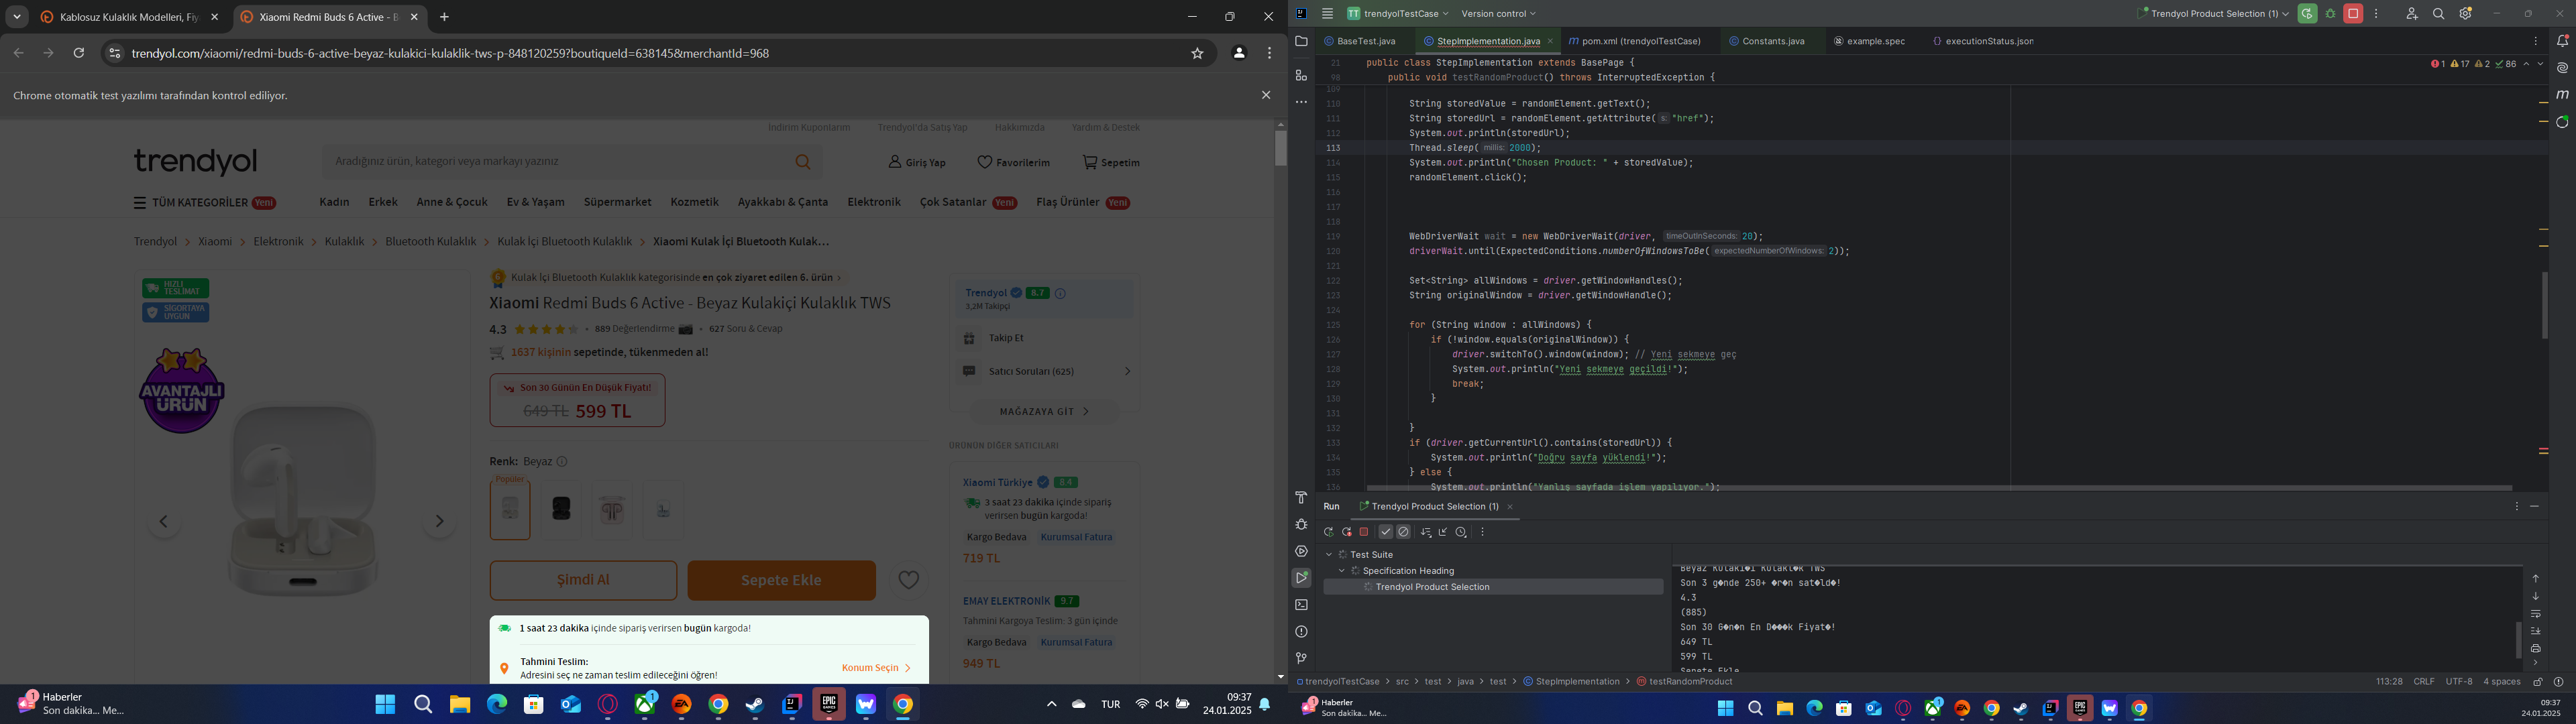 Kablosuz Kulaklık Modelleri, Fiy
Xiaomi Redmi Buds 6 Active - B
trendyol.com/xiaomi/redmi-buds-6-active-beyaz-kulakici-kulaklik-tws-p-848120259?boutiqueId=638145&merchantId=968
Chrome otomatik test yazılımı tarafından kontrol ediliyor.
İndirim Kuponlarım Trendyol'da Satış Yap Hakkımızda Yardım & Destek
trendyol
Aradığınız ürün, kategori veya markayı yazınız
Giriş Yap Favorilerim Sepetim
TÜM KATEGORİLER Yeni Kadın Erkek Anne & Çocuk Ev & Yaşam Süpermarket Kozmetik Ayakkabı & Çanta Elektronik Çok Satanlar Yeni Flaş Ürünler Yeni
Trendyol > Xiaomi > Elektronik > Kulaklık > Bluetooth Kulaklık > Kulak İçi Bluetooth Kulaklık > Xiaomi Kulak İçi Bluetooth Kulak...
HIZLI
TESLİMAT
SİGORTAYA
UYGUN
AVANTAJLI
ÜRÜN
Kulak İçi Bluetooth Kulaklık kategorisinde en çok ziyaret edilen 6. ürün >
Xiaomi Redmi Buds 6 Active - Beyaz Kulakiçi Kulaklık TWS
4.3 • 889 Değerlendirme • 627 Soru & Cevap
1637 kişinin sepetinde, tükenmeden al!
Son 30 Günün En Düşük Fiyatı!
649 TL 599 TL
Renk: Beyaz
Popüler
Şimdi Al Sepete Ekle
1 saat 23 dakika içinde sipariş verirsen bugün kargoda!
Tahmini Teslim:
Adresini seç ne zaman teslim edileceğini öğren!
Konum Seçin >
Trendyol 8.7
3,2M Takipçi
Takip Et
Satıcı Soruları (625)
MAĞAZAYA GİT >
ÜRÜNÜN DİĞER SATICILARI
Xiaomi Türkiye 8.4
3 saat 23 dakika içinde sipariş
verirsen bugün kargoda!
Kargo Bedava Kurumsal Fatura
719 TL
EMAY ELEKTRONİK 9.7
Tahmini Kargoya Teslim: 3 gün içinde
Kargo Bedava Kurumsal Fatura
949 TL
1 Haberler
Son dakika... Me...
TUR
09:37
24.01.2025
TT trendyolTestCase Version control
Trendyol Product Selection (1)
BaseTest.java StepImplementation.java pom.xml (trendyolTestCase) Constants.java example.spec executionStatus.json
1 17 2 86
21 public class StepImplementation extends BasePage {
98 public void testRandomProduct() throws InterruptedException {
109
110 String storedValue = randomElement.getText();
111 String storedUrl = randomElement.getAttribute( s: "href");
112 System.out.println(storedUrl);
113 Thread.sleep( millis: 2000);
114 System.out.println("Chosen Product: " + storedValue);
115 randomElement.click();
116
117
118
119 WebDriverWait wait = new WebDriverWait(driver, timeOutInSeconds: 20);
120 driverWait.until(ExpectedConditions.numberOfWindowsToBe( expectedNumberOfWindows: 2));
121
122 Set<String> allWindows = driver.getWindowHandles();
123 String originalWindow = driver.getWindowHandle();
124
125 for (String window : allWindows) {
126 if (!window.equals(originalWindow)) {
127 driver.switchTo().window(window); // Yeni sekmeye geç
128 System.out.println("Yeni sekmeye geçildi!");
129 break;
130 }
131
132 }
133 if (driver.getCurrentUrl().contains(storedUrl)) {
134 System.out.println("Doğru sayfa yüklendi!");
135 } else {
136 System.out.println("Yanlış sayfada işlem yapılıyor.");
Run Trendyol Product Selection (1)
Test Suite
Specification Heading
Trendyol Product Selection
Beyaz Kulaki�i Kulakl�k TWS
Son 3 g�nde 250+ �r�n sat�ld�!
4.3
(885)
Son 30 G�n�n En D���k Fiyat�!
649 TL
599 TL
Sepete Ekle
trendyolTestCase > src > test > java > test > StepImplementation > testRandomProduct
113:28 CRLF UTF-8 4 spaces
1 Haberler
Son dakika... Me...
09:37
24.01.2025